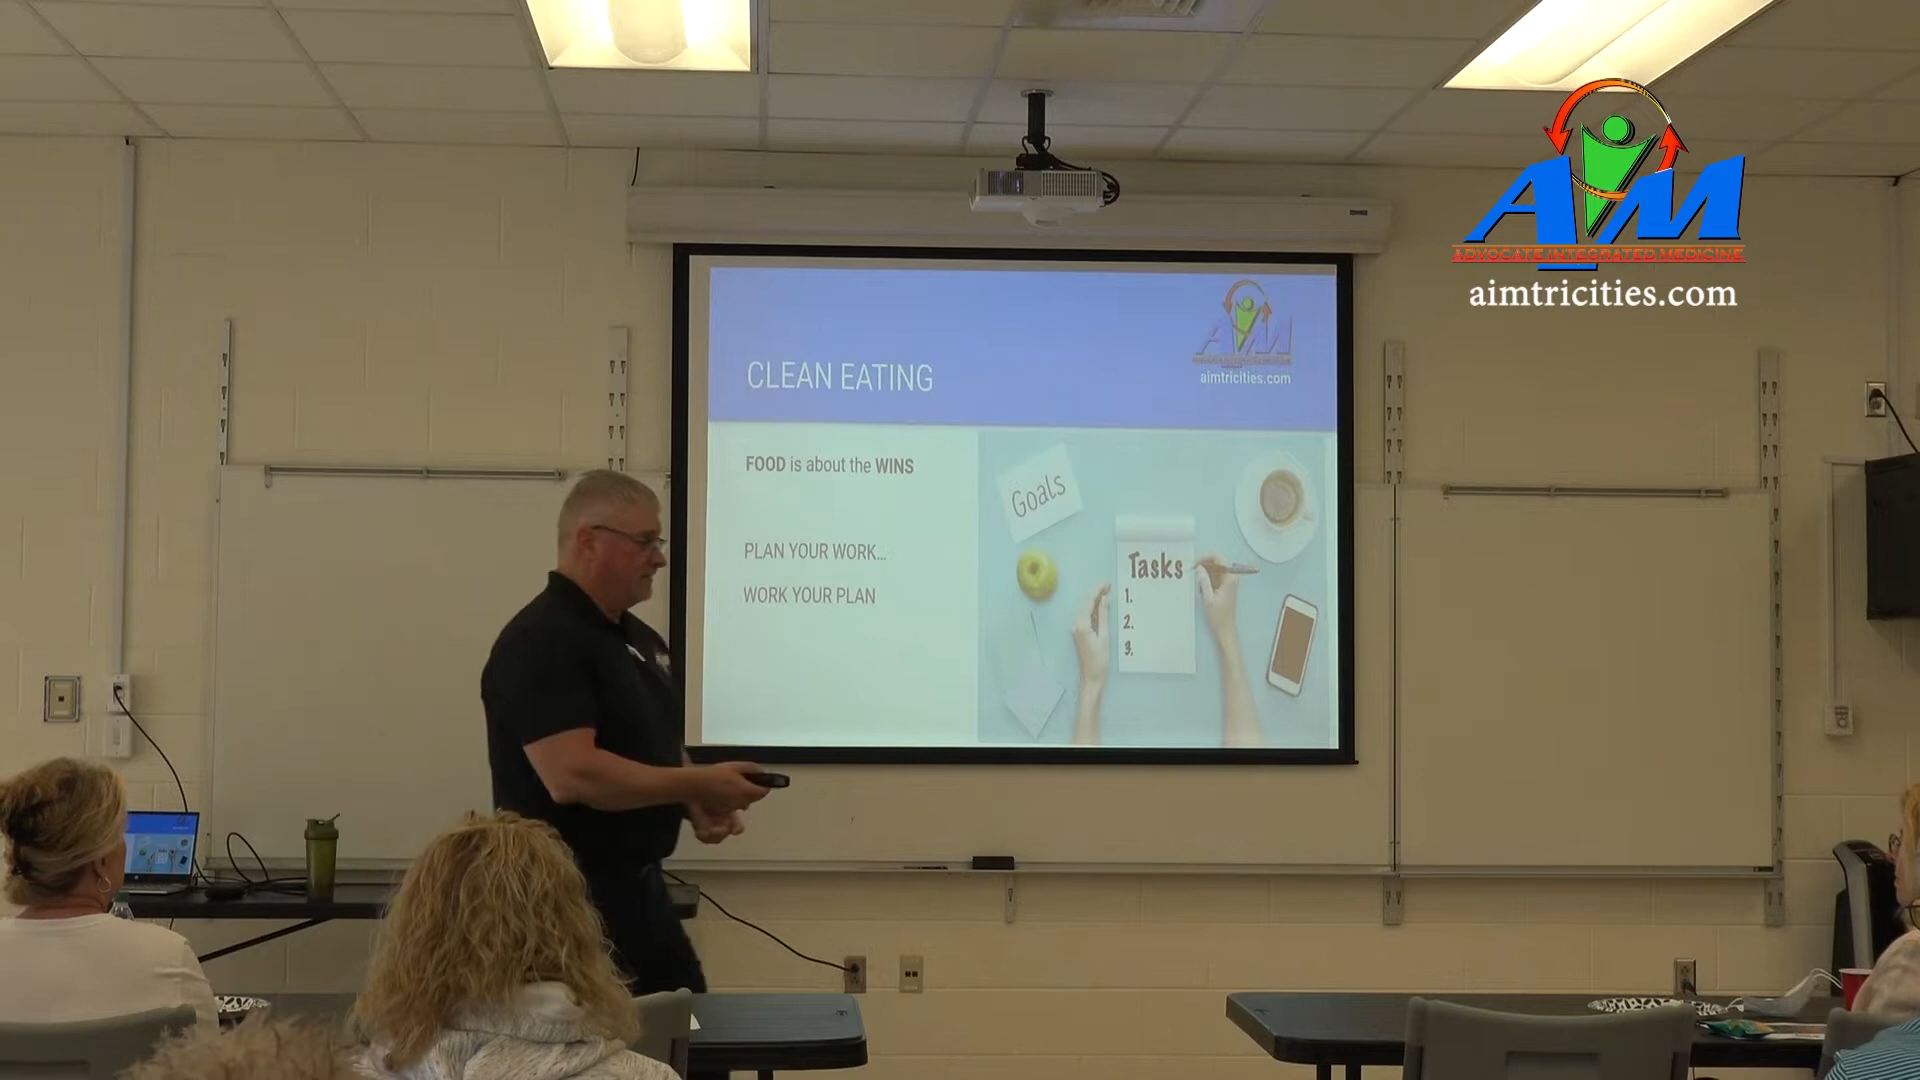 ADVOCATE INTEGRATED MEDICINE
aimtricities.com
AIM
aimtricities.com
CLEAN EATING
FOOD is about the WINS
PLAN YOUR WORK...
WORK YOUR PLAN
Goals
Tasks
1.
2.
3.